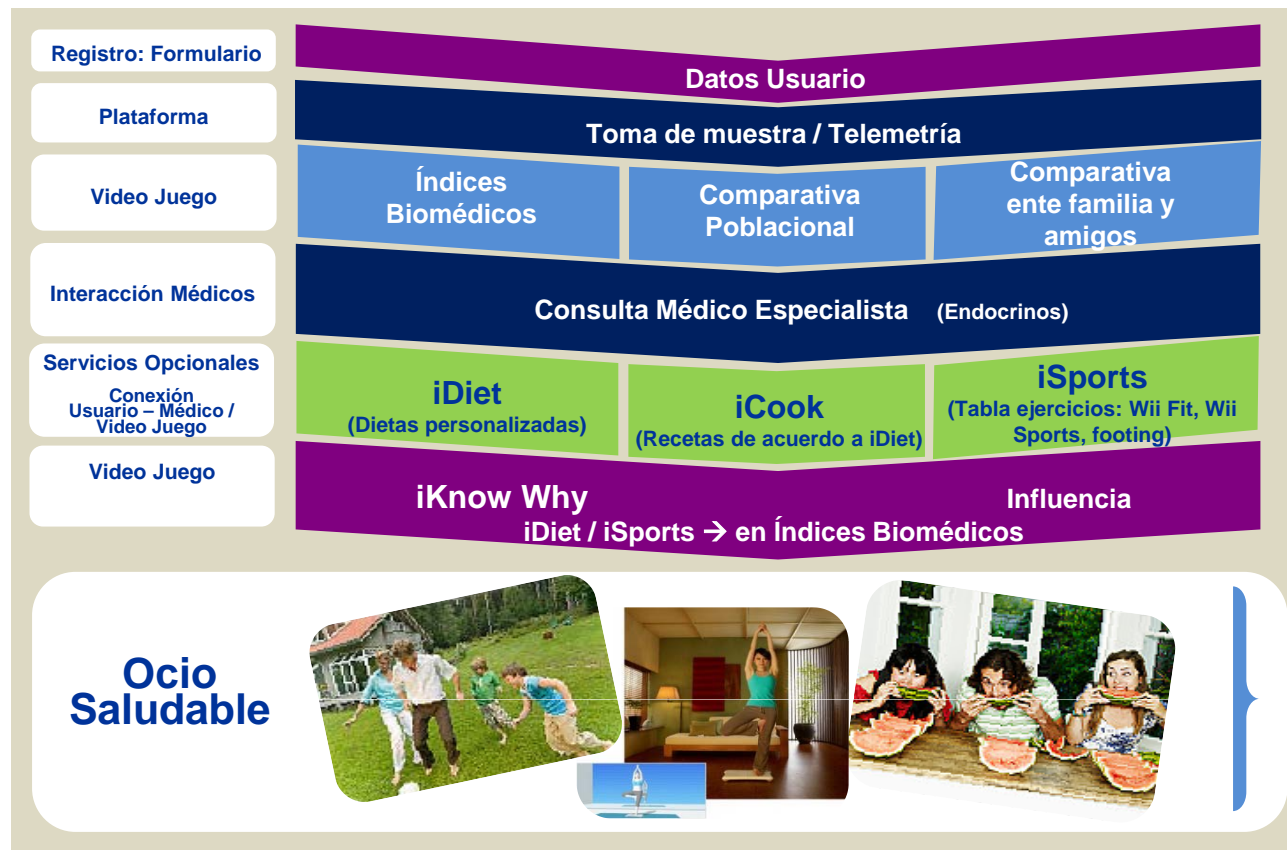 Registro: Formulario
Datos Usuario
Plataforma
Toma de muestra / Telemetría
Video Juego
Índices
Biomédicos
Comparativa
Poblacional
Comparativa
ente familia y
amigos
Interacción Médicos
Consulta Médico Especialista (Endocrinos)
Servicios Opcionales
Conexión
Usuario – Médico /
Video Juego
iDiet
(Dietas personalizadas)
iCook
(Recetas de acuerdo a iDiet)
iSports
(Tabla ejercicios: Wii Fit, Wii
Sports, footing)
Video Juego
iKnow Why Influencia
iDiet / iSports → en Índices Biomédicos
Ocio
Saludable